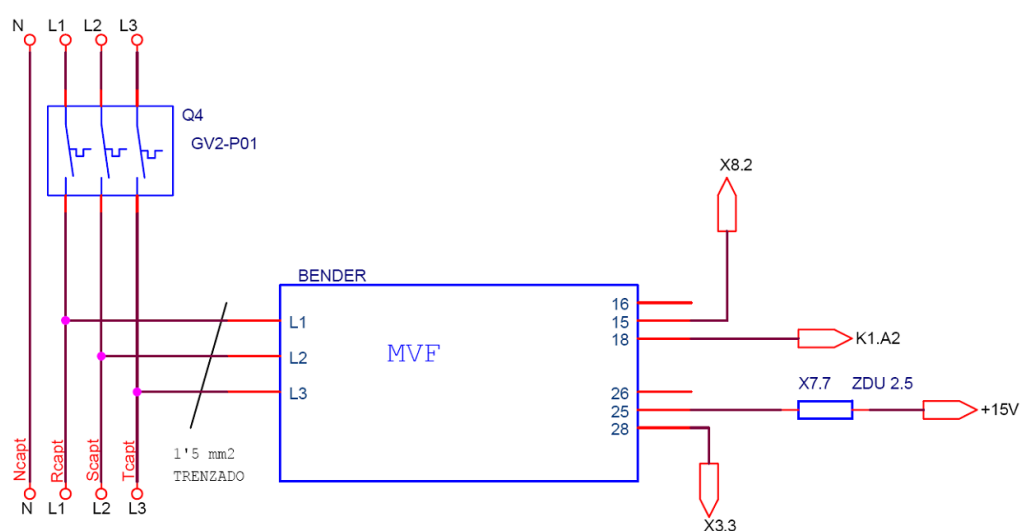 N L1 L2 L3
Q4
GV2-P01
X8.2
BENDER
MVF
L1
L2
L3
16
15
18
26
25
28
K1.A2
X7.7 ZDU 2.5
+15V
X3.3
1'5 mm2
TRENZADO
Ncapt
Rcapt
Scapt
Tcapt
N L1 L2 L3